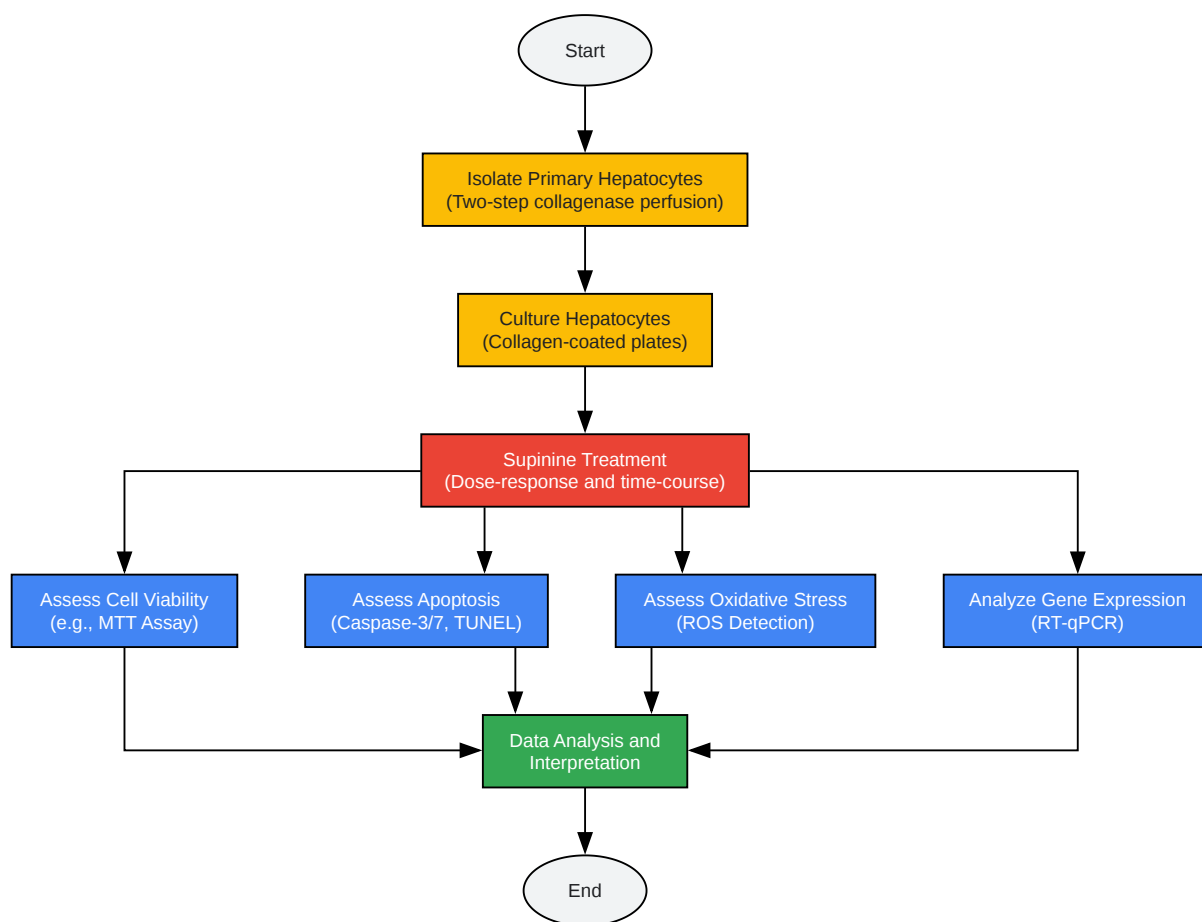 Start
Isolate Primary Hepatocytes
(Two-step collagenase perfusion)
Culture Hepatocytes
(Collagen-coated plates)
Supinine Treatment
(Dose-response and time-course)
Assess Cell Viability
(e.g., MTT Assay)
Assess Apoptosis
(Caspase-3/7, TUNEL)
Assess Oxidative Stress
(ROS Detection)
Analyze Gene Expression
(RT-qPCR)
Data Analysis and
Interpretation
End